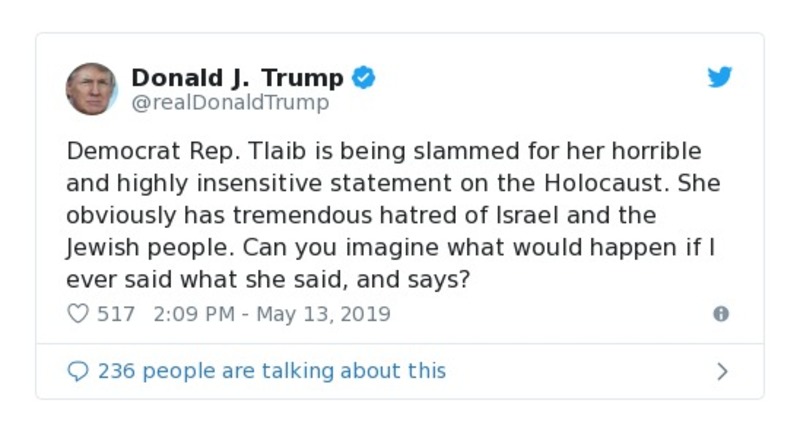 Donald J. Trump
@realDonaldTrump
Democrat Rep. Tlaib is being slammed for her horrible
and highly insensitive statement on the Holocaust. She
obviously has tremendous hatred of Israel and the
Jewish people. Can you imagine what would happen if I
ever said what she said, and says?
517 2:09 PM - May 13, 2019
236 people are talking about this